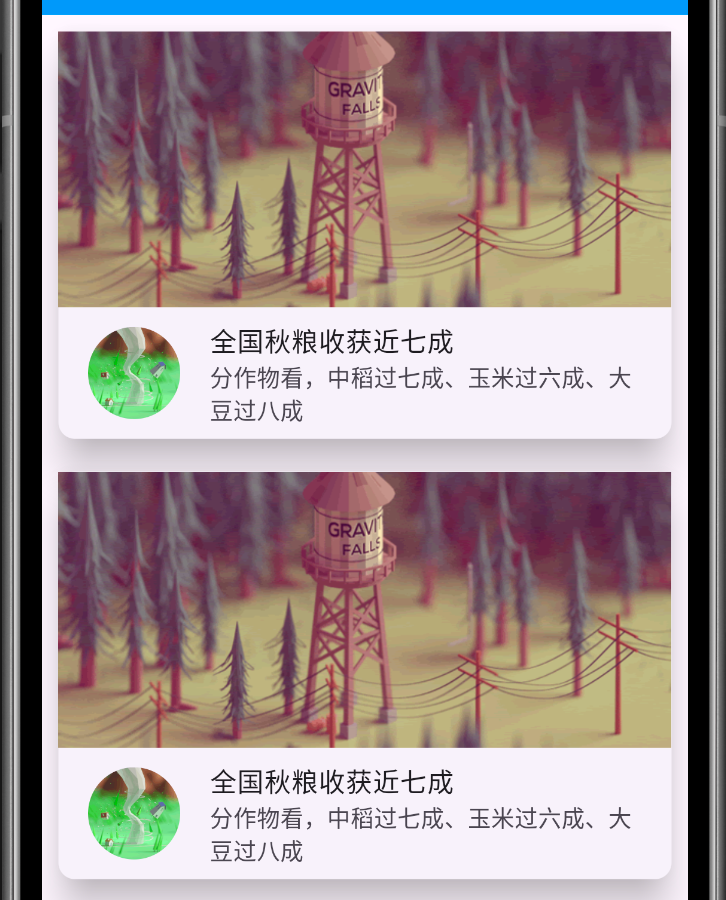 GRAVIT
FALLS
全国秋粮收获近七成
分作物看，中稻过七成、玉米过六成、大
豆过八成
GRAVIT
FALLS
全国秋粮收获近七成
分作物看，中稻过七成、玉米过六成、大
豆过八成